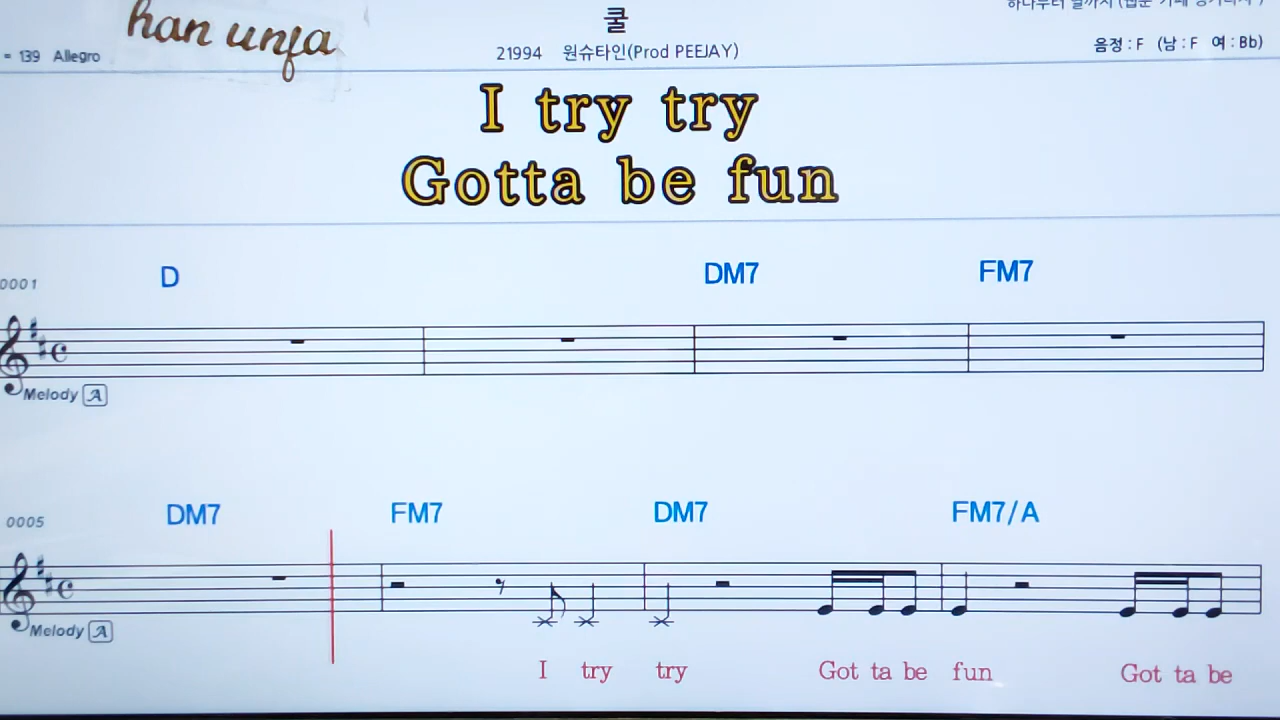 han unfa
쿨
= 139 Allegro
21994 원슈타인(Prod PEEJAY)
음정 : F (남 : F 여 : Bb)
I try try
Gotta be fun
0001 D DM7 FM7
Melody A
0005 DM7 FM7 DM7 FM7/A
Melody A
I try try Got ta be fun Got ta be